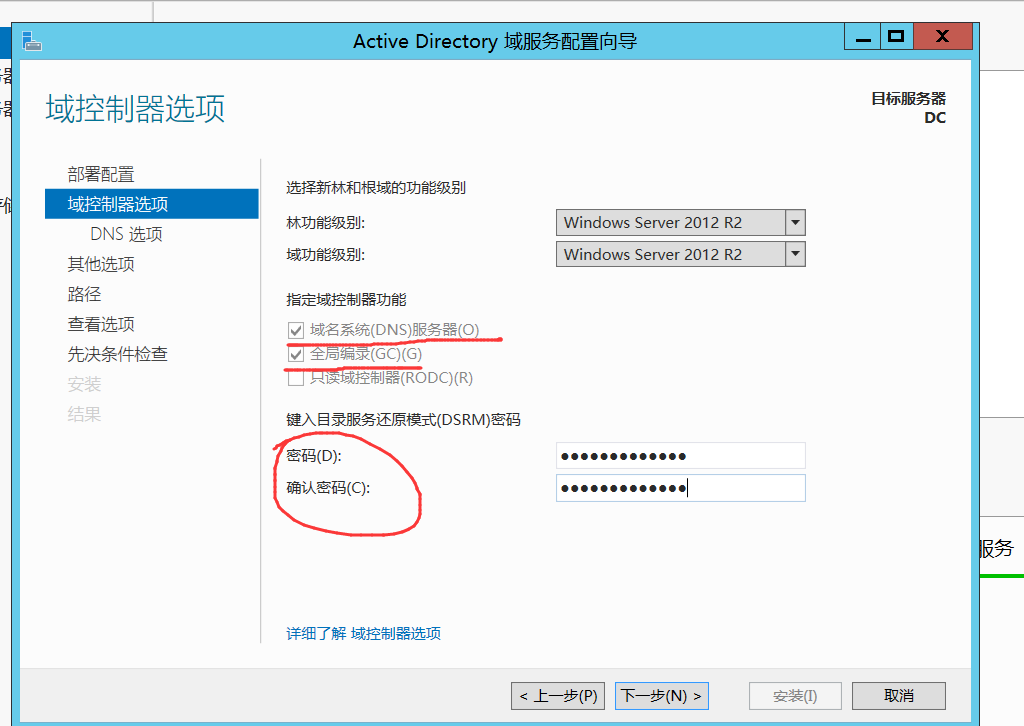 Active Directory 域服务配置向导
域控制器选项
目标服务器
DC
部署配置
域控制器选项
DNS 选项
其他选项
路径
查看选项
先决条件检查
安装
结果
选择新林和根域的功能级别
林功能级别: Windows Server 2012 R2
域功能级别: Windows Server 2012 R2
指定域控制器功能
域名系统(DNS)服务器(O)
全局编录(GC)(G)
只读域控制器(RODC)(R)
键入目录服务还原模式(DSRM)密码
密码(D): ●●●●●●●●●●●●●
确认密码(C): ●●●●●●●●●●●●●
详细了解 域控制器选项
服务
< 上一步(P) 下一步(N) > 安装(I) 取消